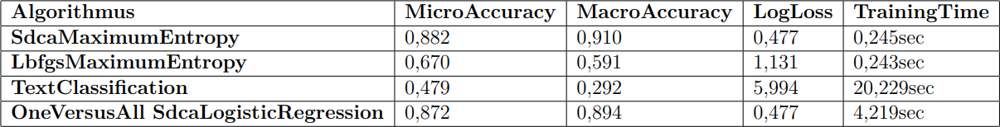 Algorithmus MicroAccuracy MacroAccuracy LogLoss TrainingTime
SdcaMaximumEntropy 0,882 0,910 0,477 0,245sec
LbfgsMaximumEntropy 0,670 0,591 1,131 0,243sec
TextClassification 0,479 0,292 5,994 20,229sec
OneVersusAll SdcaLogisticRegression 0,872 0,894 0,477 4,219sec